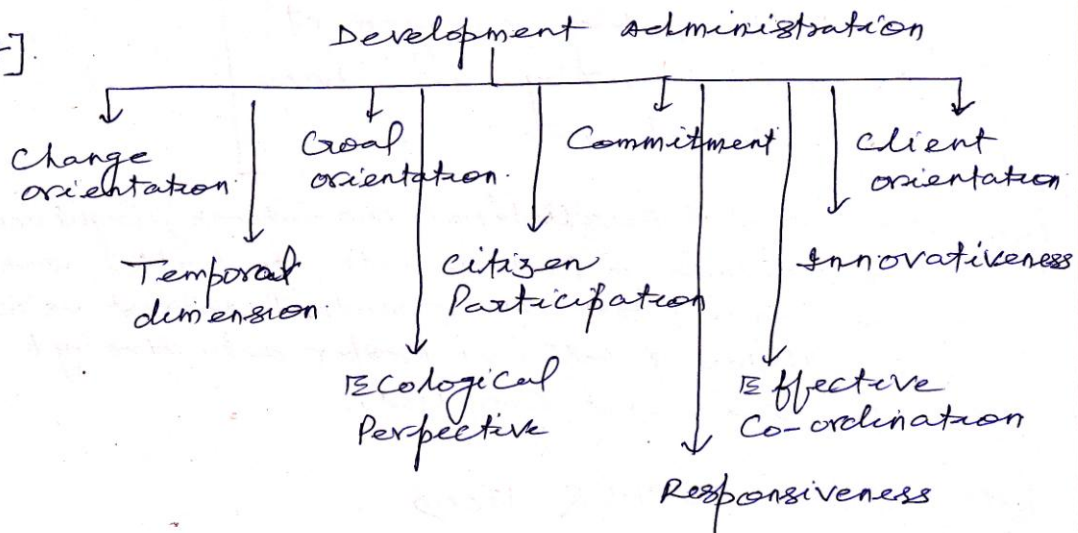 Development Administration
Change
orientation
Goal
orientation
Commitment
Client
orientation
Temporal
dimension
Citizen
Participation
Innovativeness
Ecological
Perpective
Effective
Co-ordination
Responsiveness